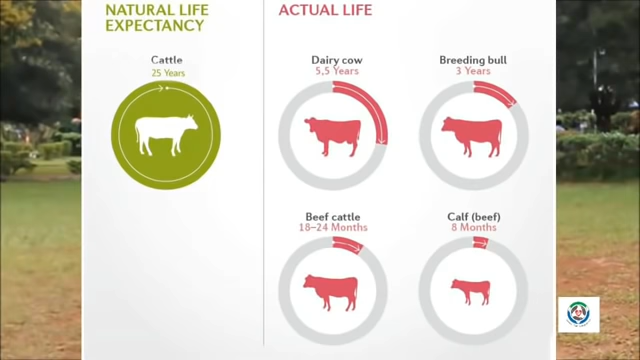 NATURAL LIFE
EXPECTANCY
Cattle
25 Years
ACTUAL LIFE
Dairy cow
5,5 Years
Breeding bull
3 Years
Beef cattle
18–24 Months
Calf (beef)
8 Months